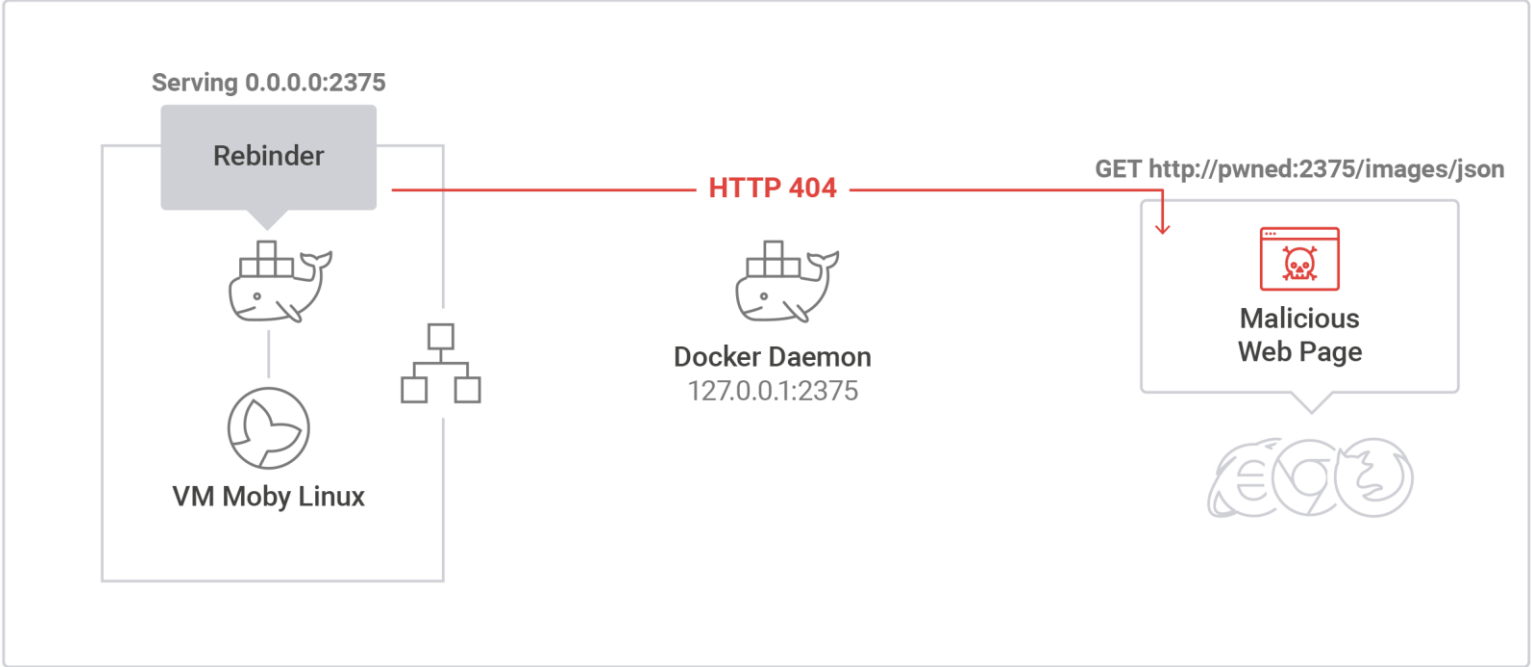 Serving 0.0.0.0:2375
Rebinder
HTTP 404
GET http://pwned:2375/images/json
Malicious
Web Page
Docker Daemon
127.0.0.1:2375
VM Moby Linux